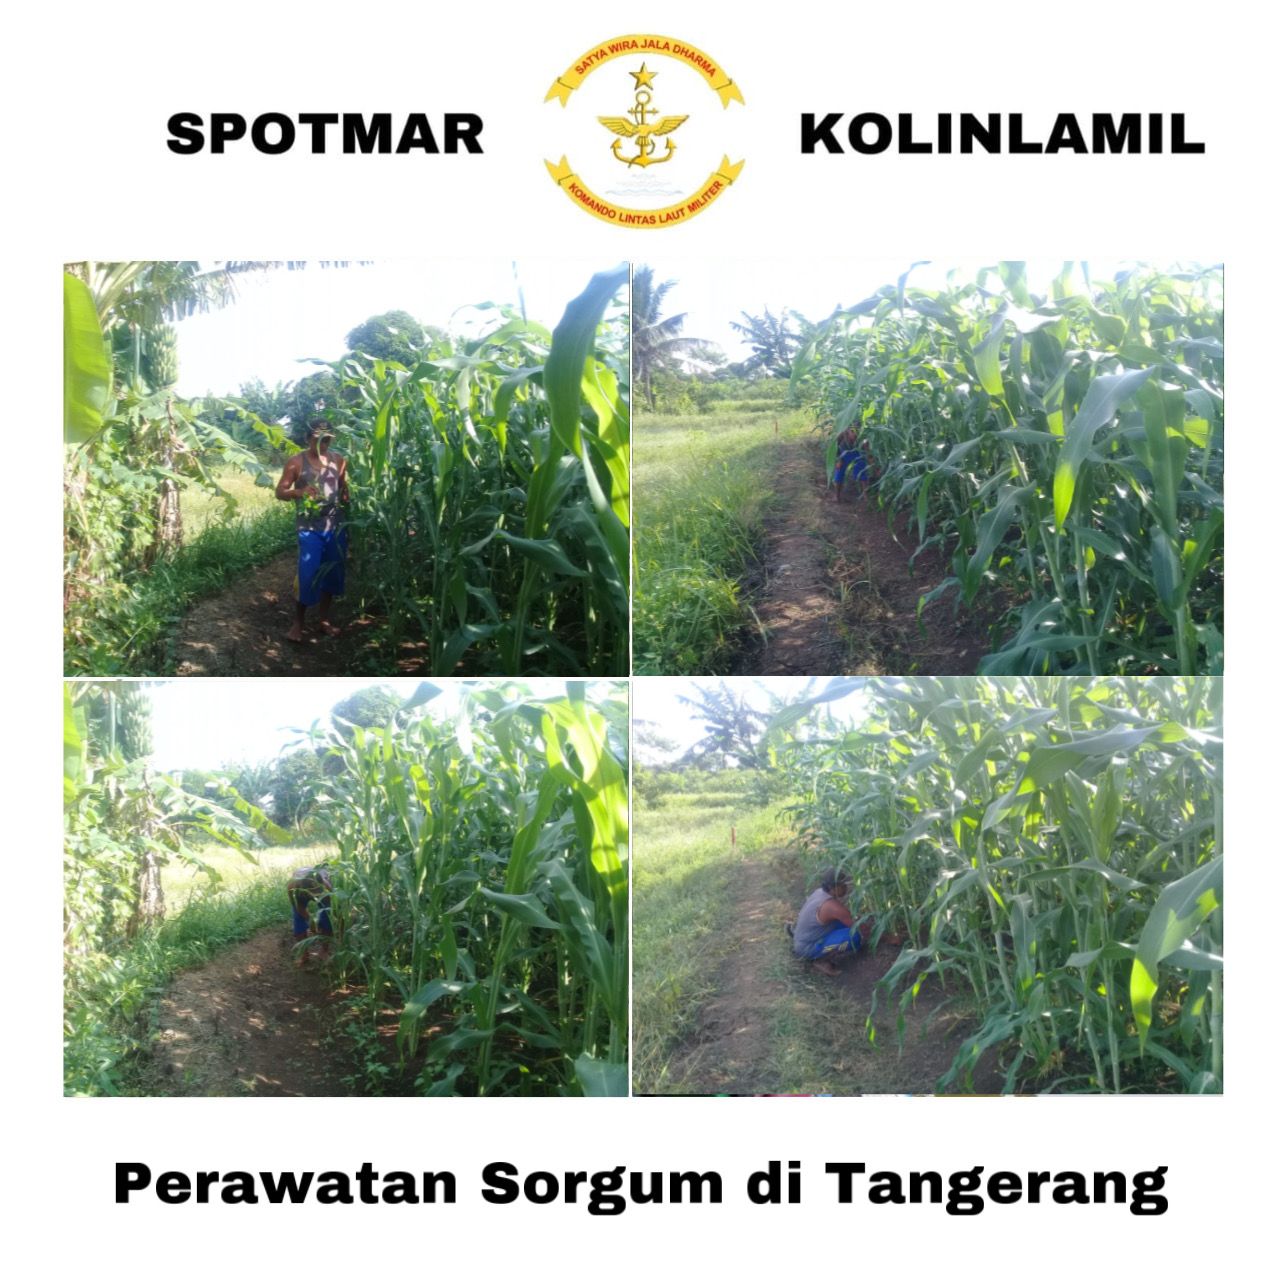 SPOTMAR
SATYA WIRA JALA DHARMA
KOMANDO LINTAS LAUT MILITER
KOLINLAMIL
Perawatan Sorgum di Tangerang